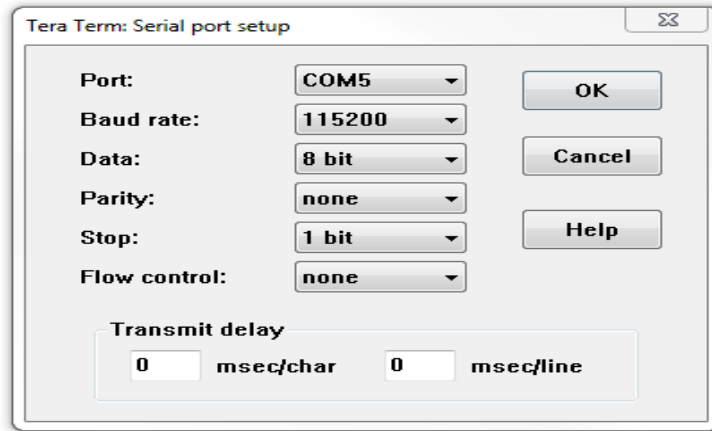 Tera Term: Serial port setup
Port: COM5 OK
Baud rate: 115200
Data: 8 bit Cancel
Parity: none
Stop: 1 bit Help
Flow control: none
Transmit delay
0 msec/char 0 msec/line